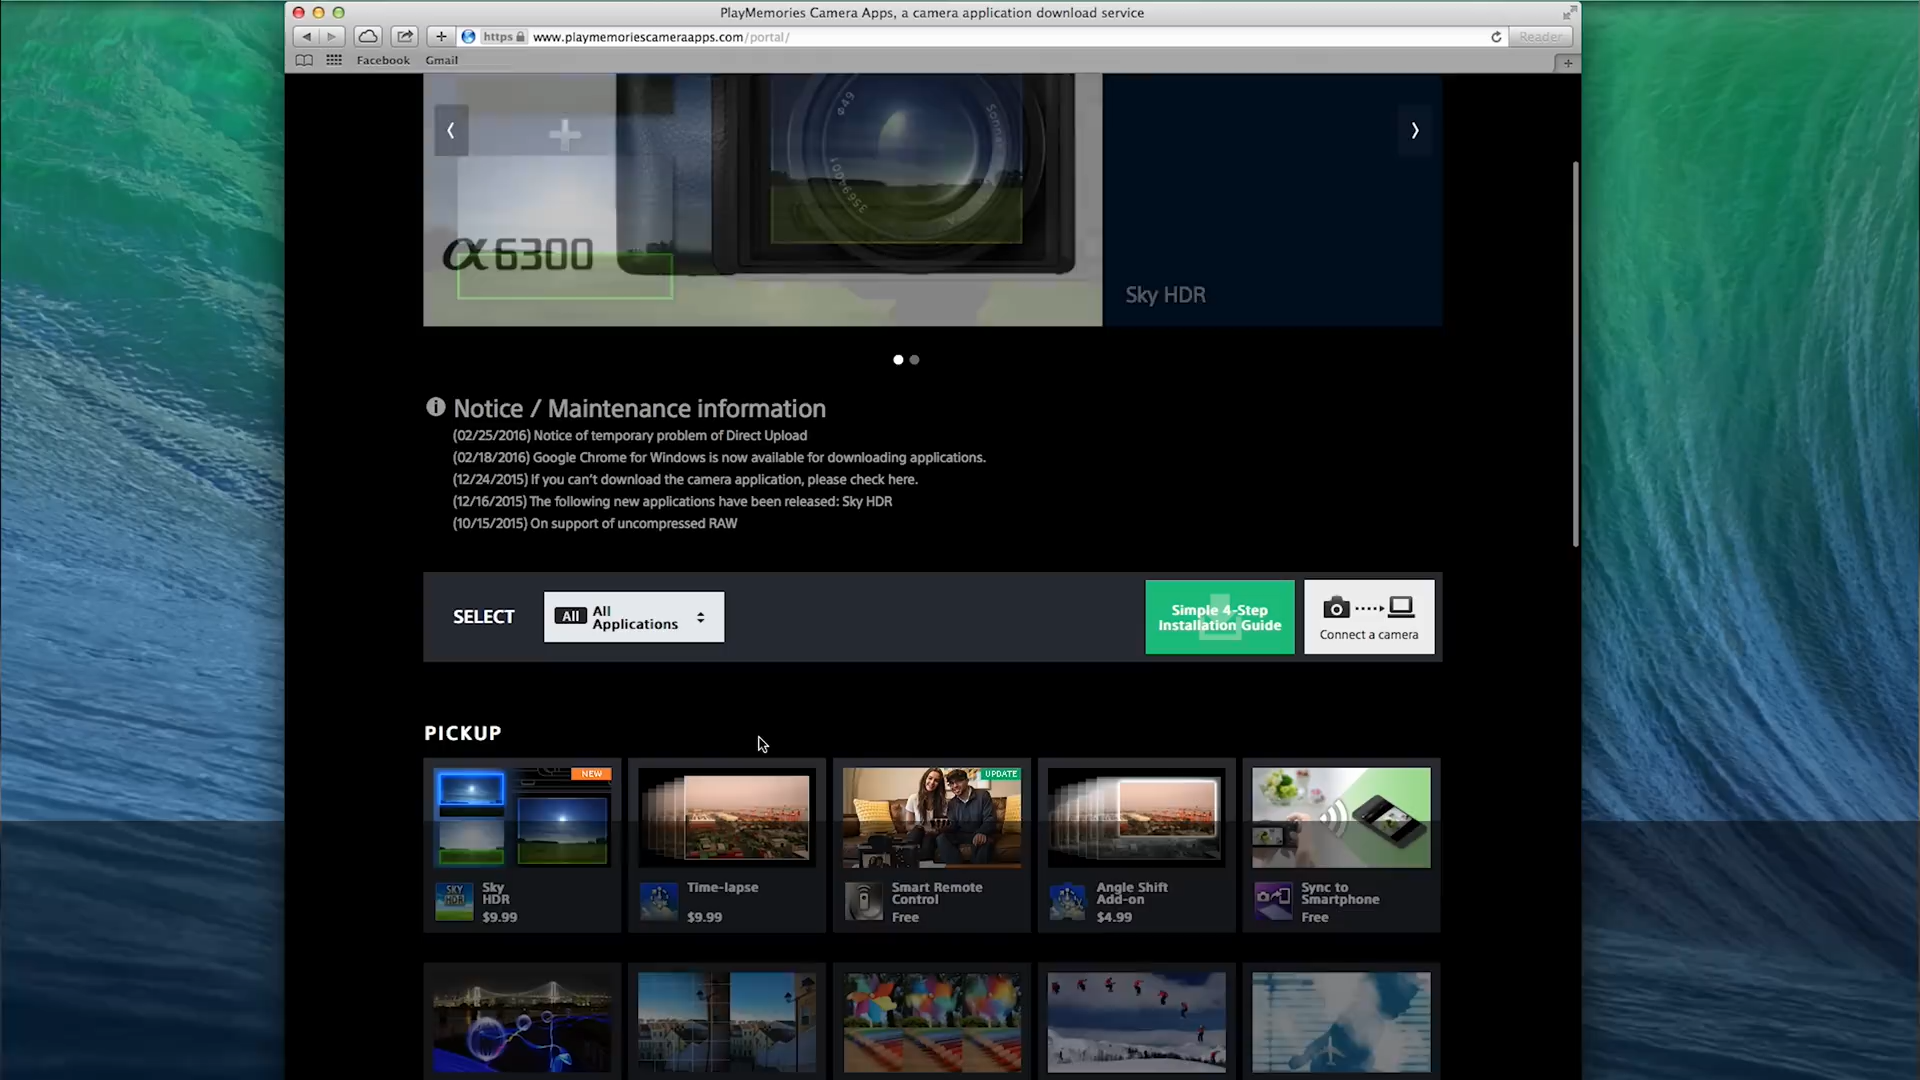 PlayMemories Camera Apps, a camera application download service
https www.playmemoriescameraapps.com/portal/
Reader
Facebook Gmail
ø49
Sonnar
3569401
α6300
Sky HDR
Notice / Maintenance information
(02/25/2016) Notice of temporary problem of Direct Upload
(02/18/2016) Google Chrome for Windows is now available for downloading applications.
(12/24/2015) If you can't download the camera application, please check here.
(12/16/2015) The following new applications have been released: Sky HDR
(10/15/2015) On support of uncompressed RAW
SELECT
All
All
Applications
Simple 4-Step
Installation Guide
Connect a camera
PICKUP
NEW
SKY
HDR
Sky
HDR
$9.99
Time-lapse
$9.99
UPDATE
Smart Remote
Control
Free
Angle Shift
Add-on
$4.99
Sync to
Smartphone
Free